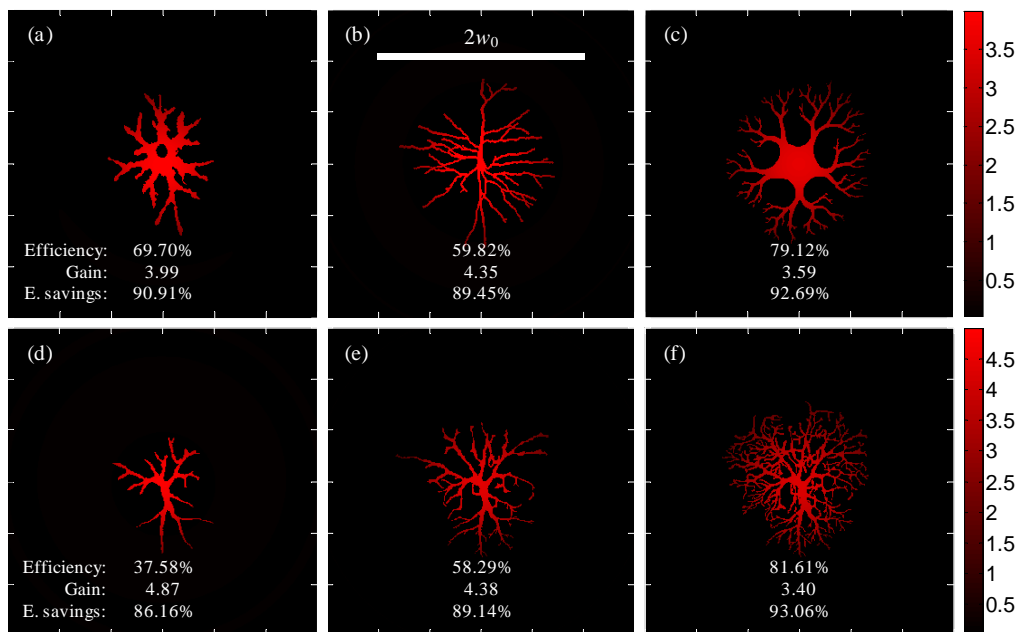 (a)
(b)
2w₀
(c)
Efficiency: 69.70%
Gain: 3.99
E. savings: 90.91%
59.82%
4.35
89.45%
79.12%
3.59
92.69%
3.5
3
2.5
2
1.5
1
0.5
(d)
(e)
(f)
Efficiency: 37.58%
Gain: 4.87
E. savings: 86.16%
58.29%
4.38
89.14%
81.61%
3.40
93.06%
4.5
4
3.5
3
2.5
2
1.5
1
0.5